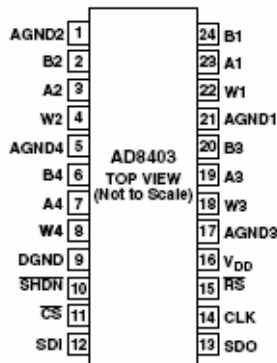 AGND2 1 24 B1
B2 2 23 A1
A2 3 22 W1
W2 4 21 AGND1
AGND4 5 20 B3
B4 6 19 A3
A4 7 18 W3
W4 8 17 AGND3
DGND 9 16 VDD
SHDN 10 15 RS
CS 11 14 CLK
SDI 12 13 SDO
AD8403
TOP VIEW
(Not to Scale)